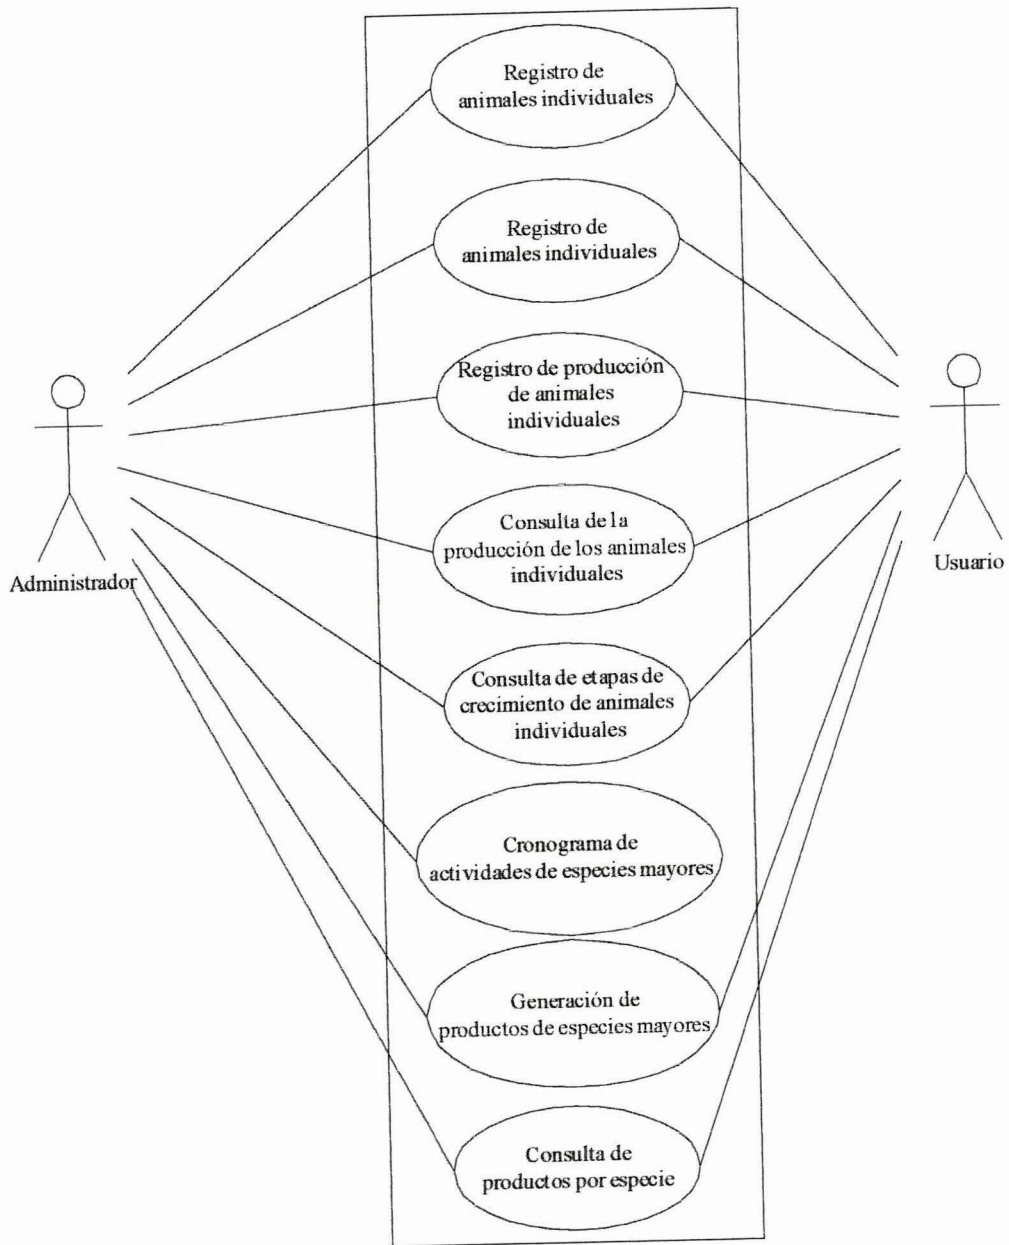 Registro de
animales individuales
Registro de
animales individuales
Registro de producción
de animales
individuales
Consulta de la
producción de los animales
individuales
Administrador
Usuario
Consulta de etapas de
crecimiento de animales
individuales
Cronograma de
actividades de especies mayores
Generación de
productos de especies mayores
Consulta de
productos por especie